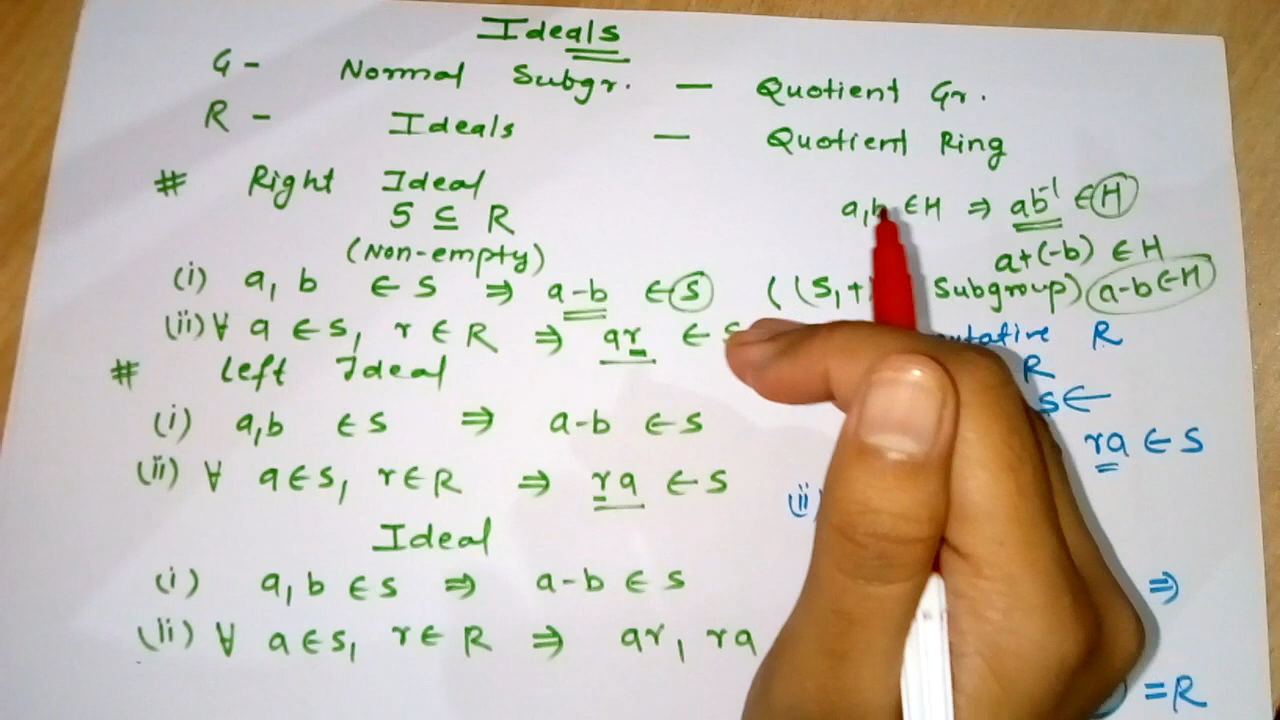 Ideals
G - Normal Subgr. — Quotient Gr.
R - Ideals — Quotient Ring
# Right Ideal
S ⊆ R
(Non-empty)
a,b ∈ H ⇒ ab⁻¹ ∈ H
a+(-b) ∈ H
(i) a, b ∈ S ⇒ a-b ∈ S ((S,+) Subgroup) a-b ∈ H
(ii) ∀ a ∈ S, r ∈ R ⇒ ar ∈ S
R
R
# Left Ideal
S ←
(i) a,b ∈ S ⇒ a-b ∈ S
ra ∈ S
(ii) ∀ a ∈ S, r ∈ R ⇒ ra ∈ S
(ii)
Ideal
(i) a, b ∈ S ⇒ a-b ∈ S
⇒
(ii) ∀ a ∈ S, r ∈ R ⇒ ar, ra
= R